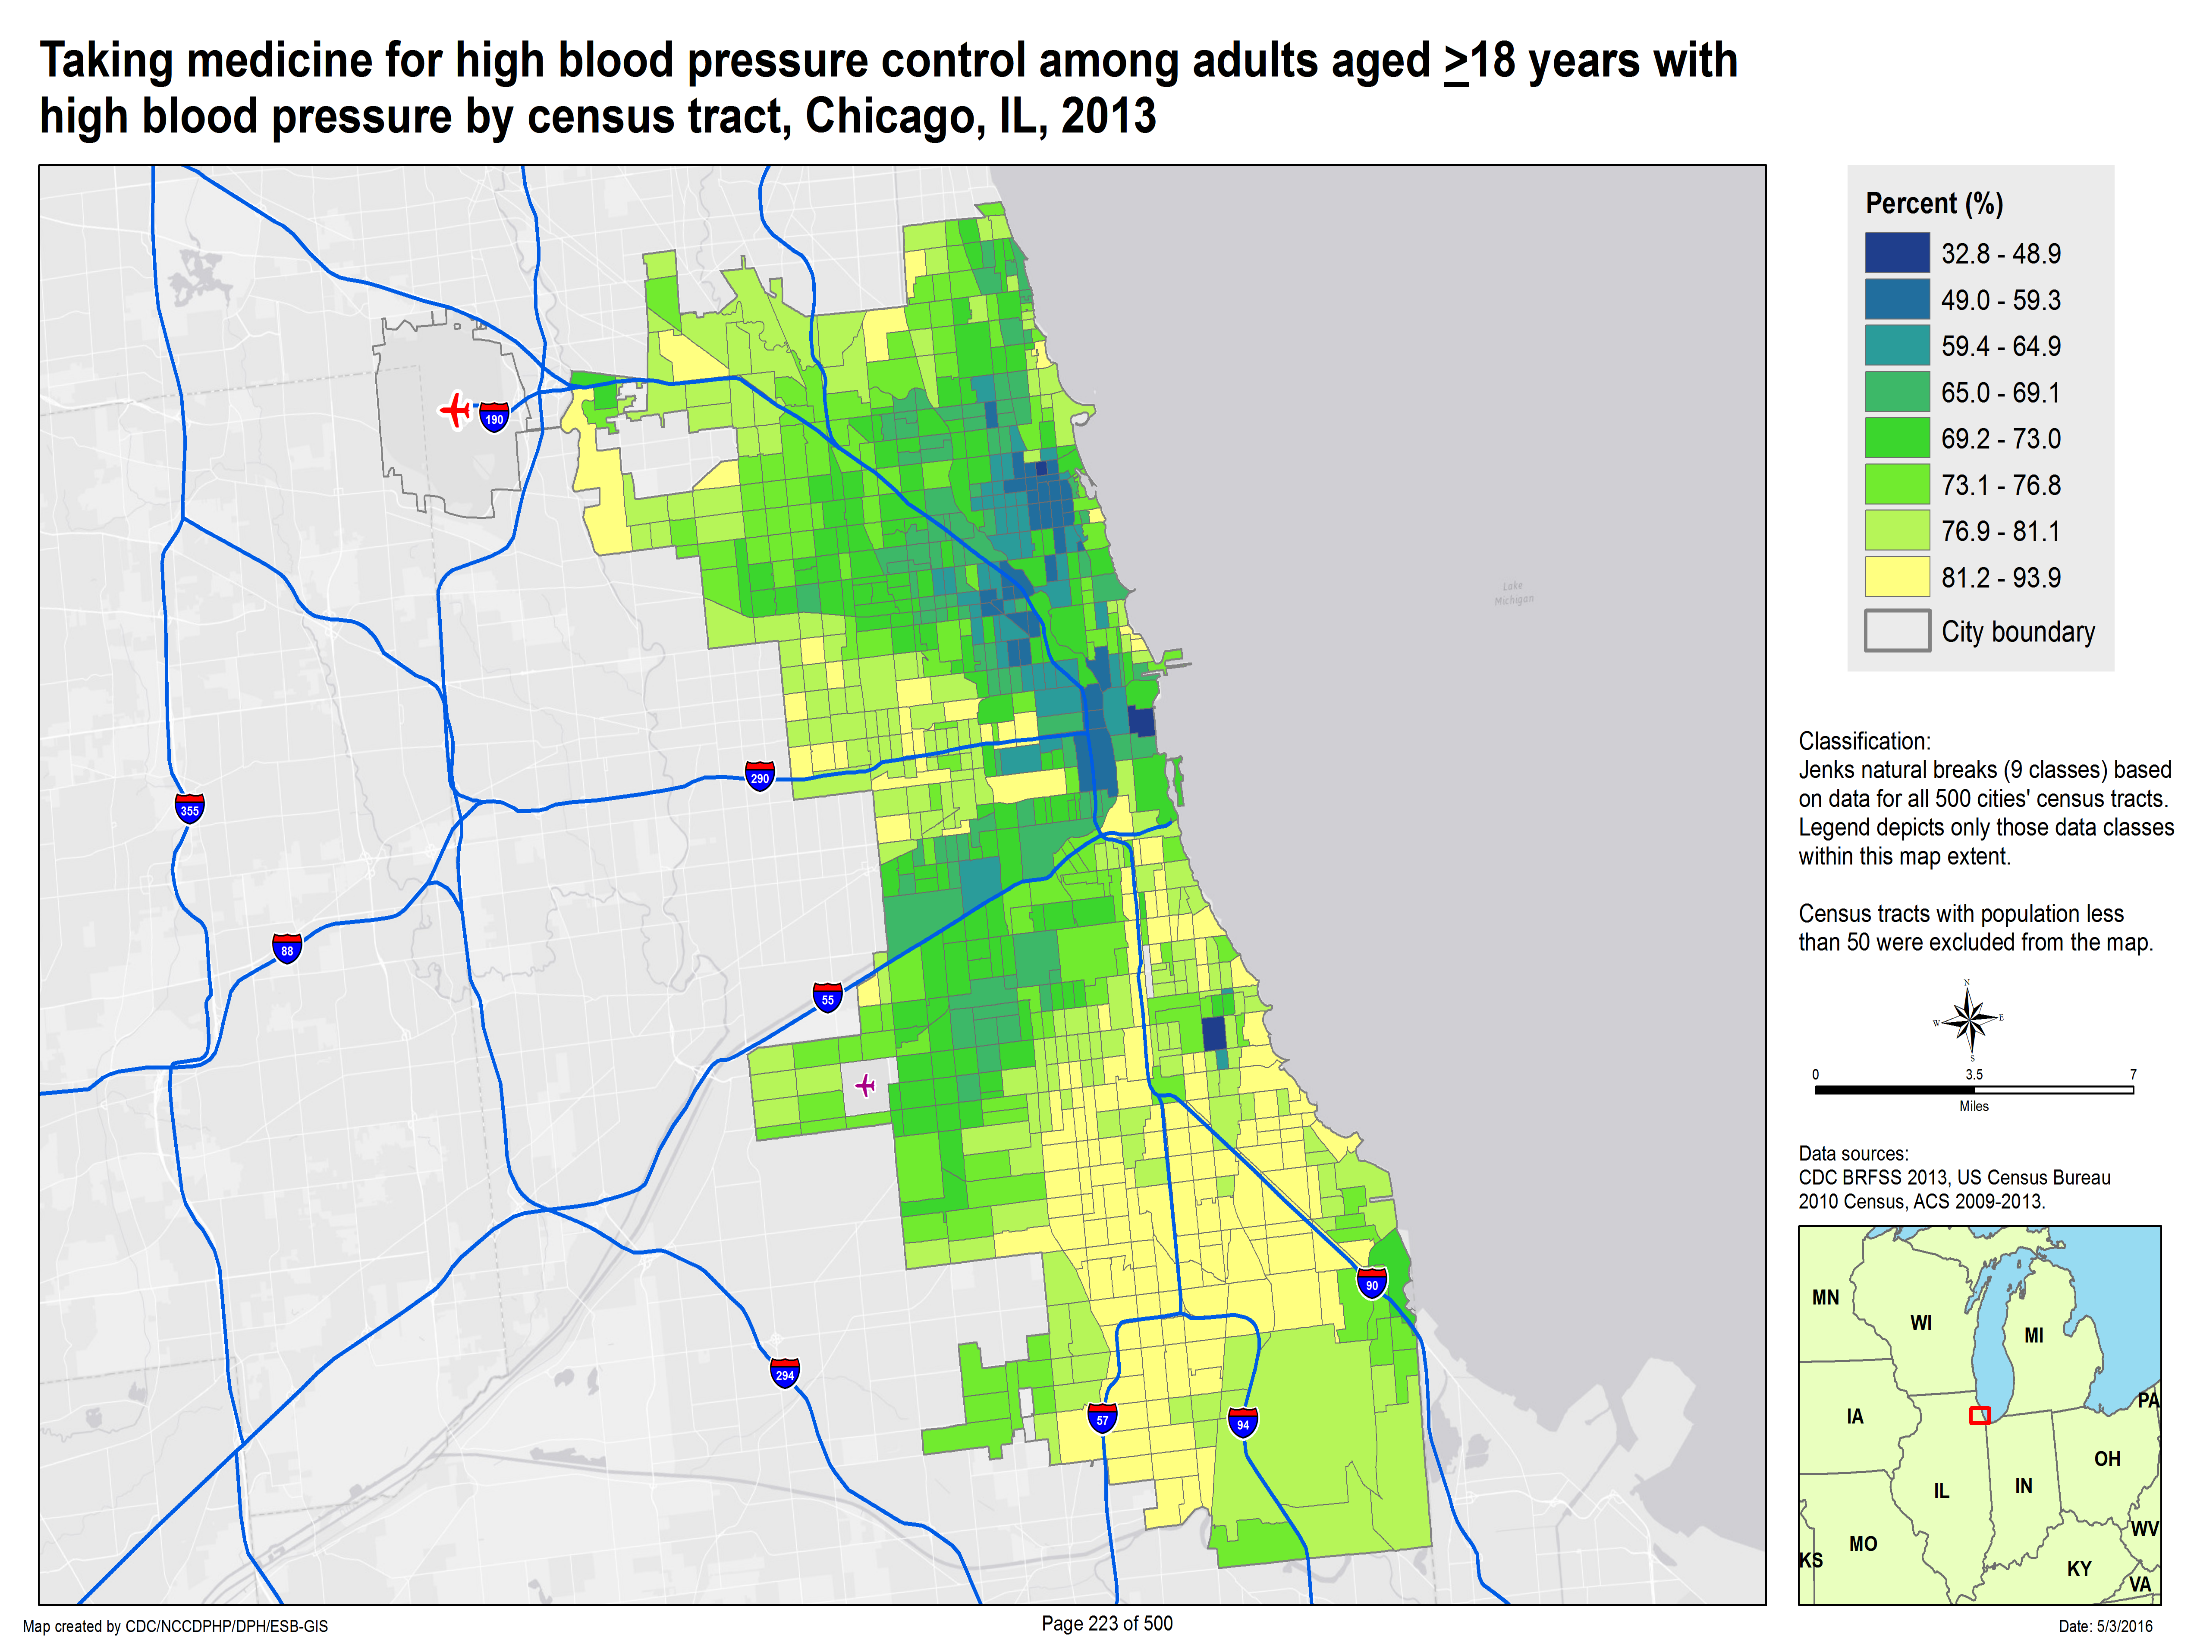 Taking medicine for high blood pressure control among adults aged ≥18 years with
high blood pressure by census tract, Chicago, IL, 2013
Percent (%)
32.8 - 48.9
49.0 - 59.3
59.4 - 64.9
65.0 - 69.1
69.2 - 73.0
73.1 - 76.8
76.9 - 81.1
81.2 - 93.9
City boundary
190
Lake
Michigan
290
355
88
55
294
57
94
90
Classification:
Jenks natural breaks (9 classes) based
on data for all 500 cities' census tracts.
Legend depicts only those data classes
within this map extent.
Census tracts with population less
than 50 were excluded from the map.
N
W
E
S
0
3.5
7
Miles
Data sources:
CDC BRFSS 2013, US Census Bureau
2010 Census, ACS 2009-2013.
MN
WI
MI
IA
PA
IL
IN
OH
MO
WV
KS
KY
VA
Map created by CDC/NCCDPHP/DPH/ESB-GIS
Page 223 of 500
Date: 5/3/2016